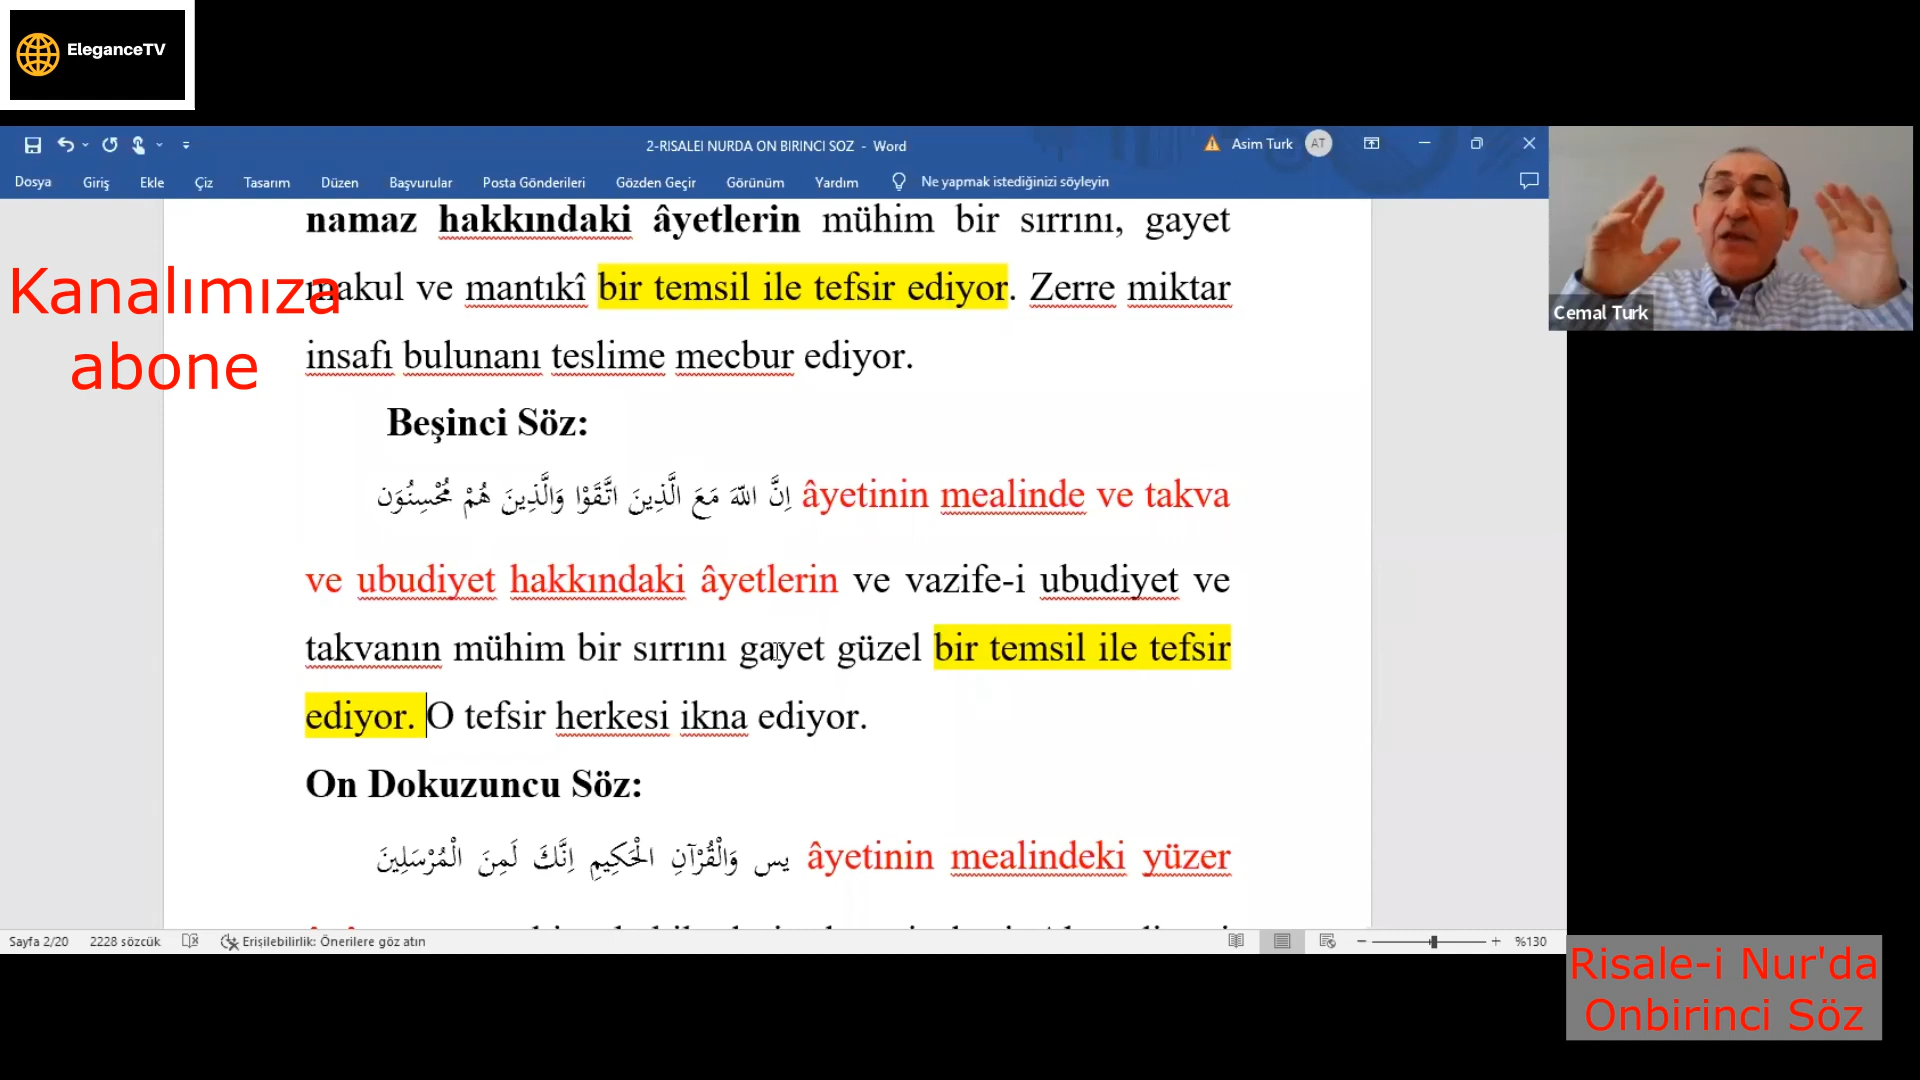 EleganceTV
2-RISALEI NURDA ON BIRINCI SOZ - Word
Asim Turk AT
Dosya Giriş Ekle Çiz Tasarım Düzen Başvurular Posta Gönderileri Gözden Geçir Görünüm Yardım Ne yapmak istediğinizi söyleyin
namaz hakkındaki âyetlerin mühim bir sırrını, gayet
makul ve mantıkî bir temsil ile tefsir ediyor. Zerre miktar
insafı bulunanı teslime mecbur ediyor.
Beşinci Söz:
اِنَّ اللّٰهَ مَعَ الَّذِينَ اتَّقَوْا وَالَّذِينَ هُمْ مُحْسِنُوَن âyetinin mealinde ve takva
ve ubudiyet hakkındaki âyetlerin ve vazife-i ubudiyet ve
takvanın mühim bir sırrını gayet güzel bir temsil ile tefsir
ediyor. O tefsir herkesi ikna ediyor.
On Dokuzuncu Söz:
يس وَالْقُرْآنِ الْحَكِيمِ اِنَّكَ لَمِنَ الْمُرْسَلِينَ âyetinin mealindeki yüzer
Kanalımıza
abone
Cemal Turk
Sayfa 2/20 2228 sözcük Erişilebilirlik: Önerilere göz atın %130
Risale-i Nur'da
Onbirinci Söz